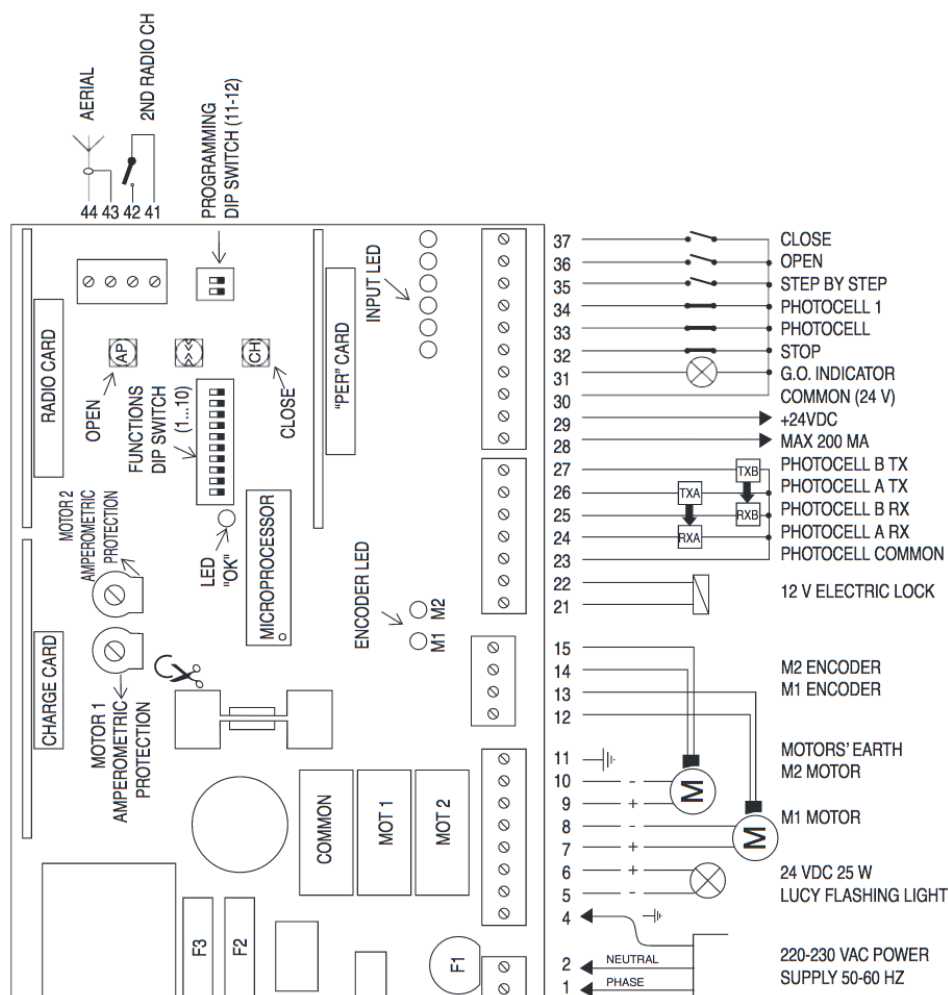 AERIAL
2ND RADIO CH
44 43 42 41
PROGRAMMING
DIP SWITCH (11-12)
RADIO CARD
OPEN
AP
>><<
CH
CLOSE
FUNCTIONS
DIP SWITCH
(1...10)
"PER" CARD
INPUT LED
MOTOR 2
AMPEROMETRIC
PROTECTION
LED
"OK"
MICROPROCESSOR
ENCODER LED
M1 M2
CHARGE CARD
MOTOR 1
AMPEROMETRIC
PROTECTION
COMMON
MOT 1
MOT 2
F3
F2
F1
37 CLOSE
36 OPEN
35 STEP BY STEP
34 PHOTOCELL 1
33 PHOTOCELL
32 STOP
31 G.O. INDICATOR
30 COMMON (24 V)
29 +24VDC
28 MAX 200 MA
27 TXB PHOTOCELL B TX
26 TXA PHOTOCELL A TX
25 RXB PHOTOCELL B RX
24 RXA PHOTOCELL A RX
23 PHOTOCELL COMMON
22
12 V ELECTRIC LOCK
21
15
14 M2 ENCODER
13 M1 ENCODER
12
11 MOTORS' EARTH
10 - M M2 MOTOR
9 +
8 - M M1 MOTOR
7 +
6 + 24 VDC 25 W
5 - LUCY FLASHING LIGHT
4
2 NEUTRAL 220-230 VAC POWER
1 PHASE SUPPLY 50-60 HZ